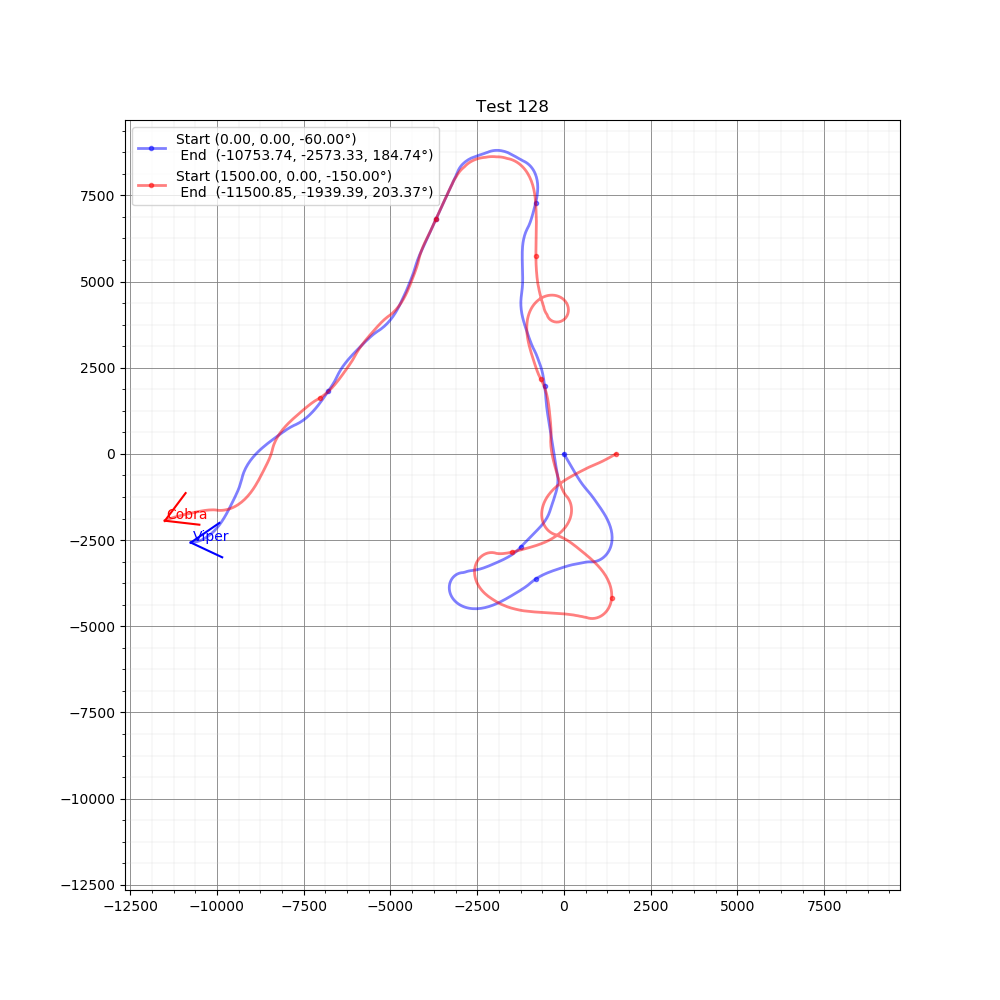 Test 128
Start (0.00, 0.00, -60.00°)
End (-10753.74, -2573.33, 184.74°)
Start (1500.00, 0.00, -150.00°)
End (-11500.85, -1939.39, 203.37°)
7500
5000
2500
0
−2500
−5000
−7500
−10000
−12500
Cobra
Viper
−12500 −10000 −7500 −5000 −2500 0 2500 5000 7500